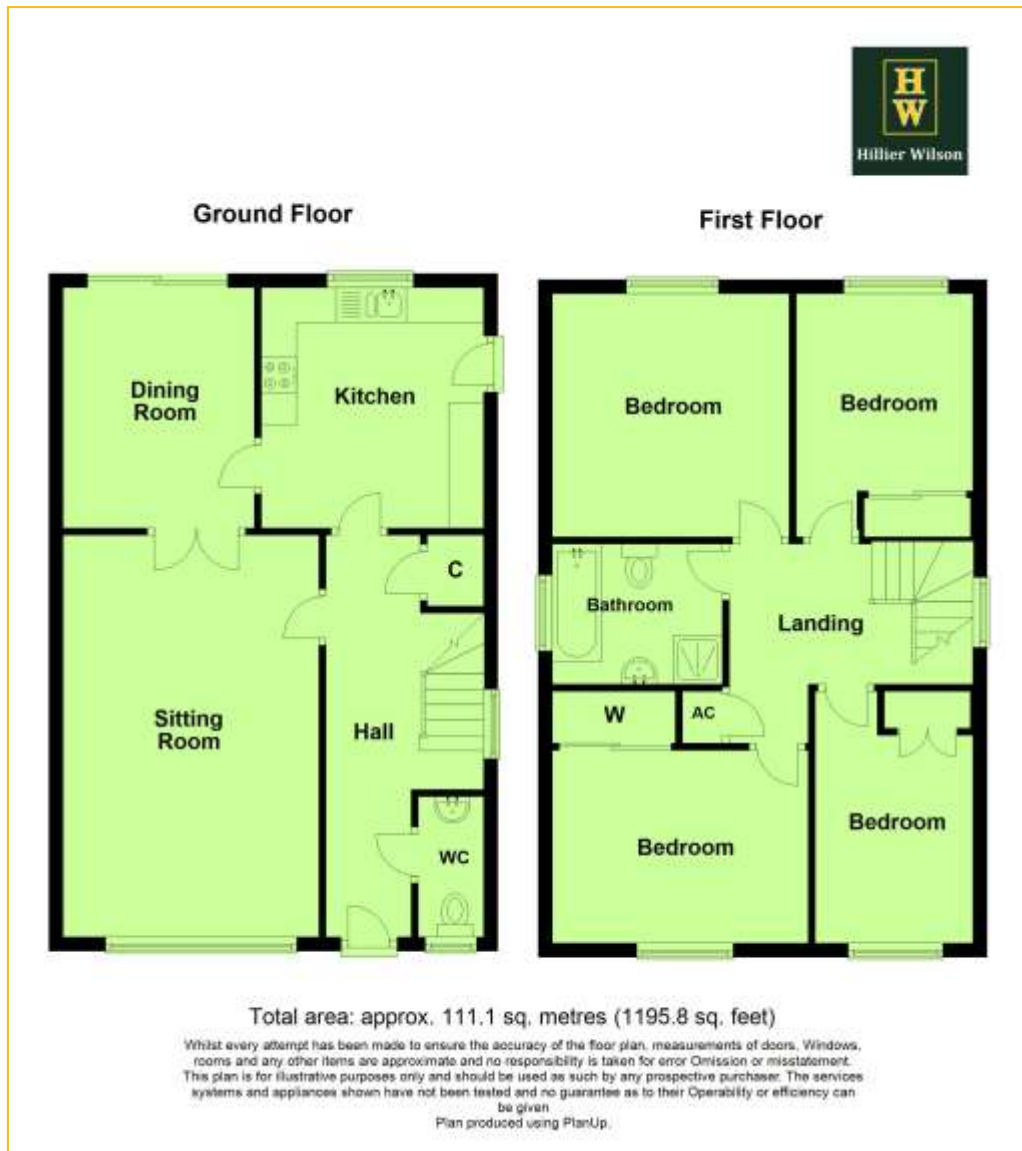 H
W
Hillier Wilson
Ground Floor
First Floor
Dining
Room
Kitchen
C
Sitting
Room
Hall
WC
Bedroom
Bedroom
Bathroom
Landing
W
AC
Bedroom
Bedroom
Total area: approx. 111.1 sq. metres (1195.8 sq. feet)
Whilst every attempt has been made to ensure the accuracy of the floor plan, measurements of doors, Windows,
rooms and any other items are approximate and no responsibility is taken for error Omission or misstatement.
This plan is for illustrative purposes only and should be used as such by any prospective purchaser. The services
systems and appliances shown have not been tested and no guarantee as to their Operability or efficiency can
be given
Plan produced using PlanUp.